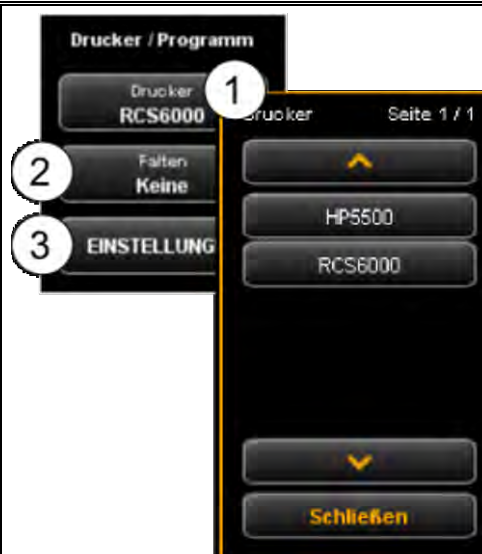 Drucker / Programm
1
Drucker
RCS6000
2
Falten
Keine
3
EINSTELLUNG
Drucker Seite 1 / 1
HP5500
RCS6000
Schließen